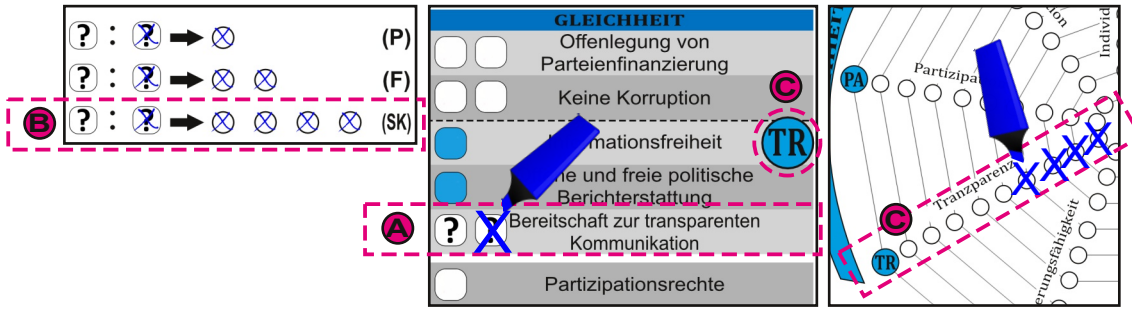 ? : ? (P)
? : ? (F)
B ? : ? (SK)
GLEICHHEIT
Offenlegung von
Parteienfinanzierung
Keine Korruption
C
TR
mationsfreiheit
und freie politische
Berichterstattung
A ? ? Bereitschaft zur transparenten
Kommunikation
Partizipationsrechte
PA
Partizipa
Individ
Tranzparenz
C
TR
erungsfähigkeit